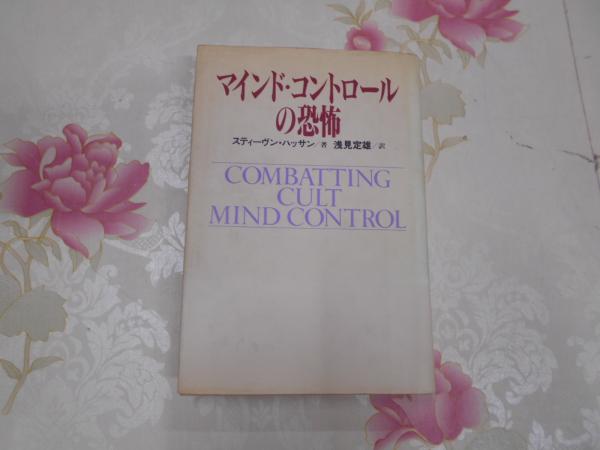 マインド・コントロール
の恐怖
スティーヴン・ハッサン/著 浅見定雄/訳
COMBATTING
CULT
MIND CONTROL